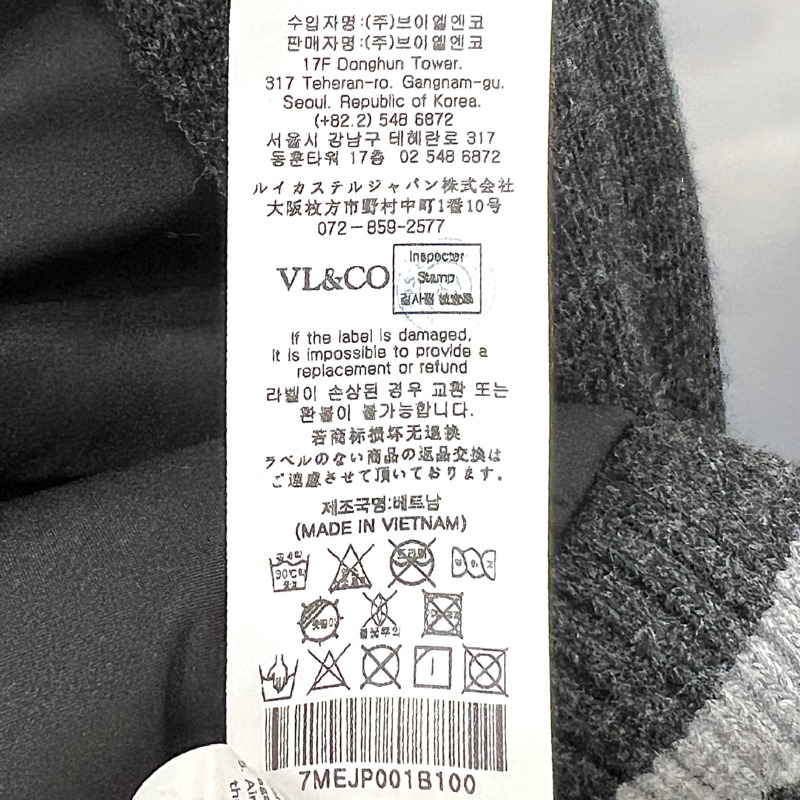 수입자명:(주)브이엘엔코
판매자명:(주)브이엘엔코
17F Donghun Tower.
317 Teheran-ro. Gangnam-gu.
Seoul. Republic of Korea.
(+82.2) 548 6872
서울시 강남구 테헤란로 317
동훈타워 17층 02 548 6872
ルイカステルジャパン株式会社
大阪枚方市野村中町1番10号
072-859-2577
VL&CO
Inspector
Stamp
검사필
If the label is damaged,
It is impossible to provide a
replacement or refund
라벨이 손상된 경우 교환 또는
환불이 불가능합니다.
若商标损坏无退换
ラベルのない商品の返品交換は
ご遠慮させて頂いております。
제조국명:베트남
(MADE IN VIETNAM)
7MEJP001B100